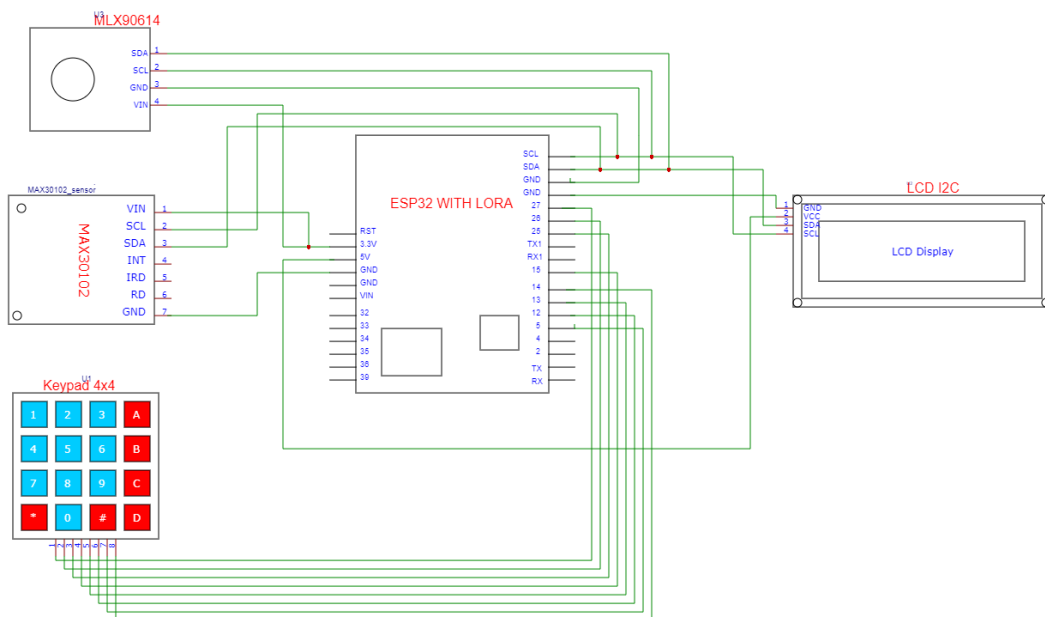 U3
MLX90614
SDA 1
SCL 2
GND 3
VIN 4
MAX30102_sensor
MAX30102
VIN 1
SCL 2
SDA 3
INT 4
IRD 5
RD 6
GND 7
ESP32 WITH LORA
RST
3.3V
5V
GND
GND
VIN
32
33
34
35
36
39
SCL
SDA
GND
GND
27
26
25
TX1
RX1
15
14
13
12
5
4
2
TX
RX
LCD I2C
1 GND
2 VCC
3 SDA
4 SCL
LCD Display
U1
Keypad 4x4
1 2 3 A
4 5 6 B
7 8 9 C
* 0 # D
1 2 3 4 5 6 7 8